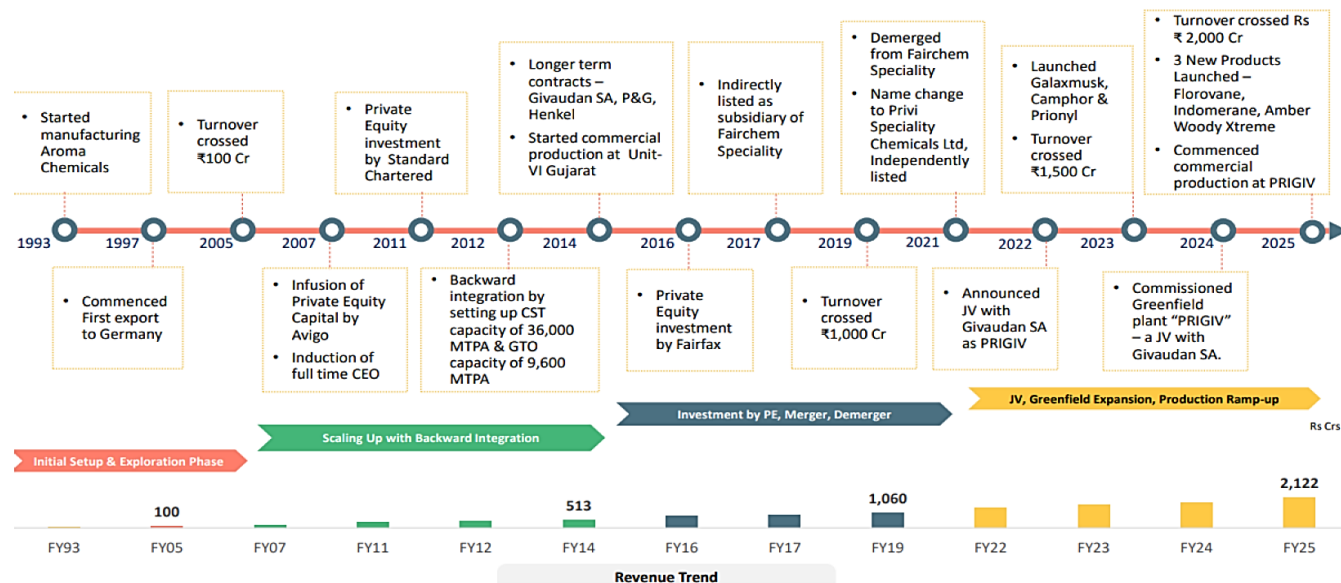 • Started
manufacturing
Aroma
Chemicals
• Turnover
crossed
₹100 Cr
• Private
Equity
investment
by Standard
Chartered
• Longer term
contracts –
Givaudan SA, P&G,
Henkel
• Started commercial
production at Unit-
VI Gujarat
• Indirectly
listed as
subsidiary of
Fairchem
Speciality
• Demerged
from Fairchem
Speciality
• Name change
to Privi
Speciality
Chemicals Ltd,
Independently
listed
• Launched
Galaxmusk,
Camphor &
Prionyl
• Turnover
crossed
₹1,500 Cr
• Turnover crossed Rs
₹ 2,000 Cr
• 3 New Products
Launched –
Florovane,
Indomerane, Amber
Woody Xtreme
• Commenced
commercial
production at PRIGIV
1993 1997 2005 2007 2011 2012 2014 2016 2017 2019 2021 2022 2023 2024 2025
• Commenced
First export
to Germany
• Infusion of
Private Equity
Capital by
Avigo
• Induction of
full time CEO
• Backward
integration by
setting up CST
capacity of 36,000
MTPA & GTO
capacity of 9,600
MTPA
• Private
Equity
investment
by Fairfax
• Turnover
crossed
₹1,000 Cr
• Announced
JV with
Givaudan SA
as PRIGIV
• Commissioned
Greenfield
plant “PRIGIV”
– a JV with
Givaudan SA.
JV, Greenfield Expansion, Production Ramp-up
Investment by PE, Merger, Demerger
Rs Crs
Scaling Up with Backward Integration
Initial Setup & Exploration Phase
100 513 1,060 2,122
FY93 FY05 FY07 FY11 FY12 FY14 FY16 FY17 FY19 FY22 FY23 FY24 FY25
Revenue Trend